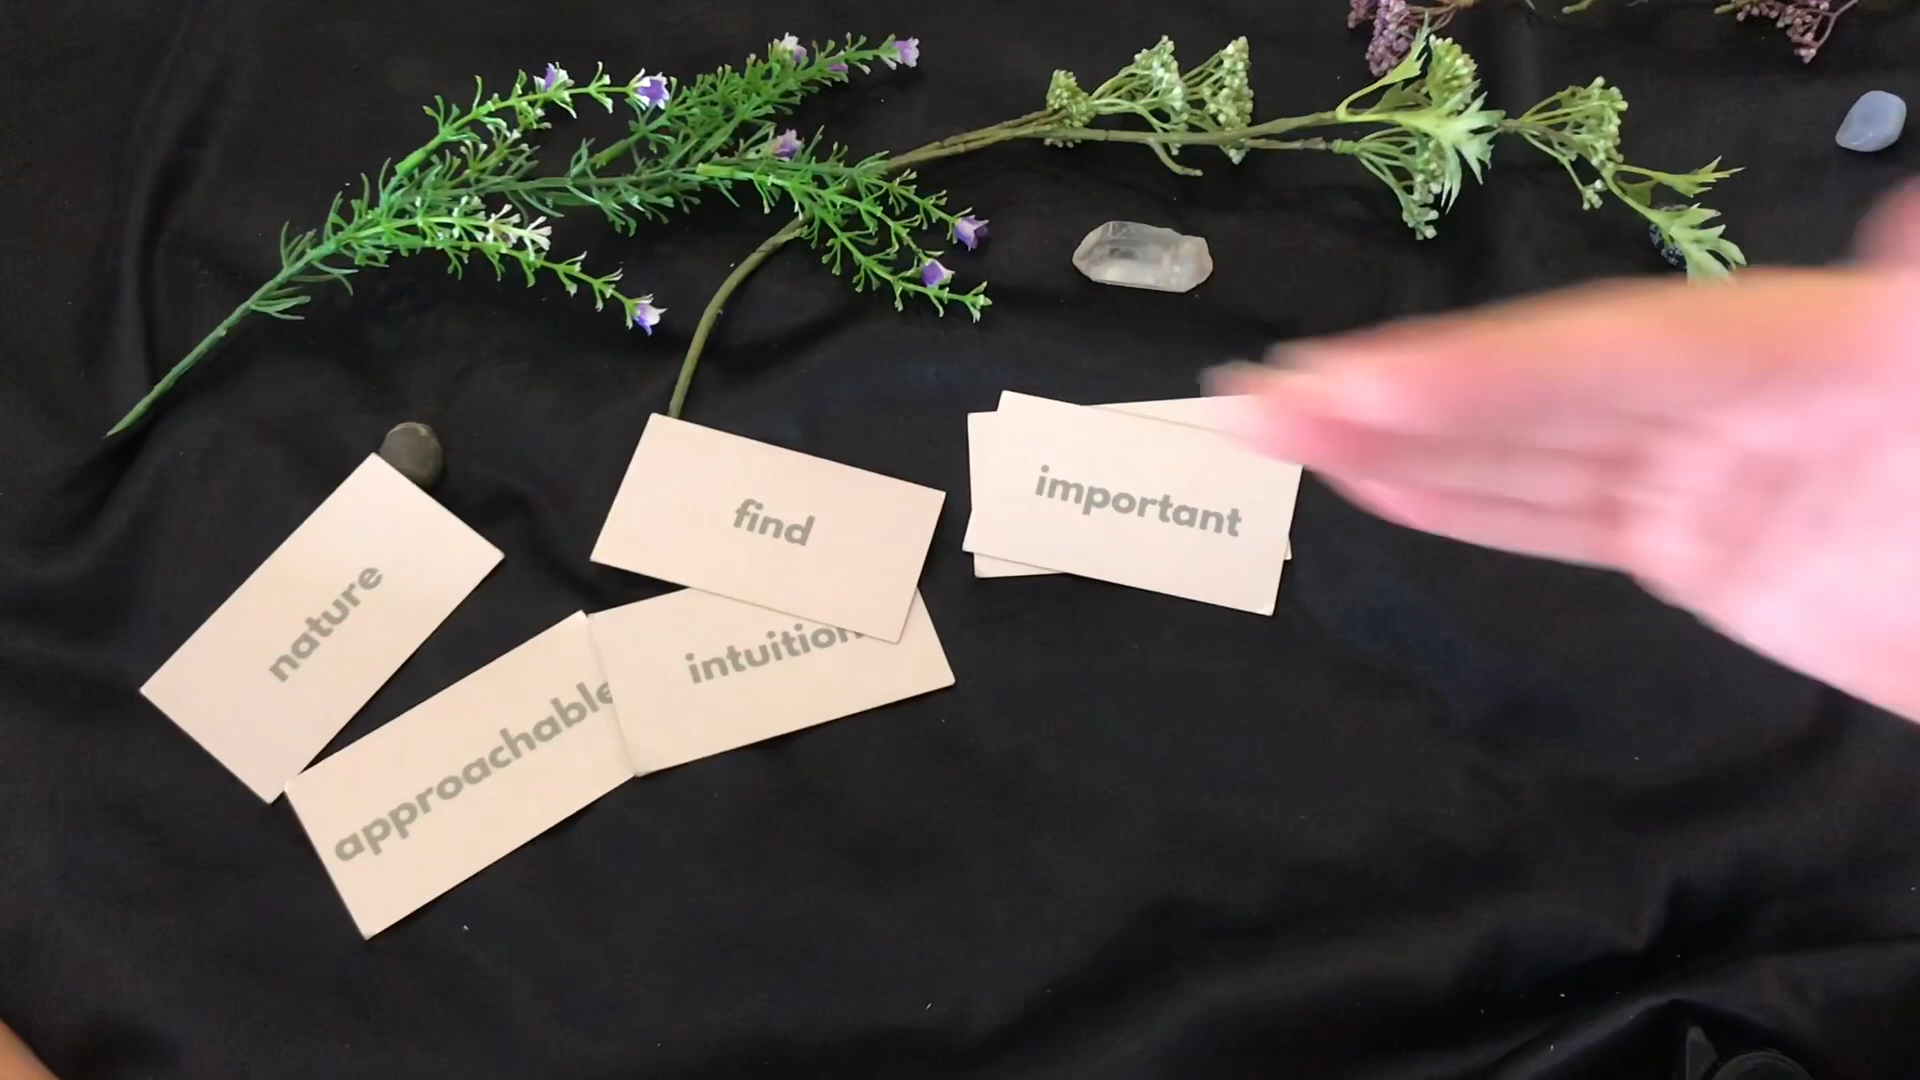 nature
approachable
intuition
find
important